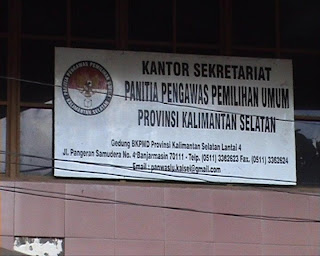 KANTOR SEKRETARIAT
PANITIA PENGAWAS PEMILIHAN UMUM
PROVINSI KALIMANTAN SELATAN
Gedung BKPMD Provinsi Kalimantan Selatan Lantai 4
Jl. Pangeran Samudera No. 4 Banjarmasin 70111 - Telp. (0511) 3362623 Fax. (0511) 3362624
Email : panwaslu.kalsel@gmail.com